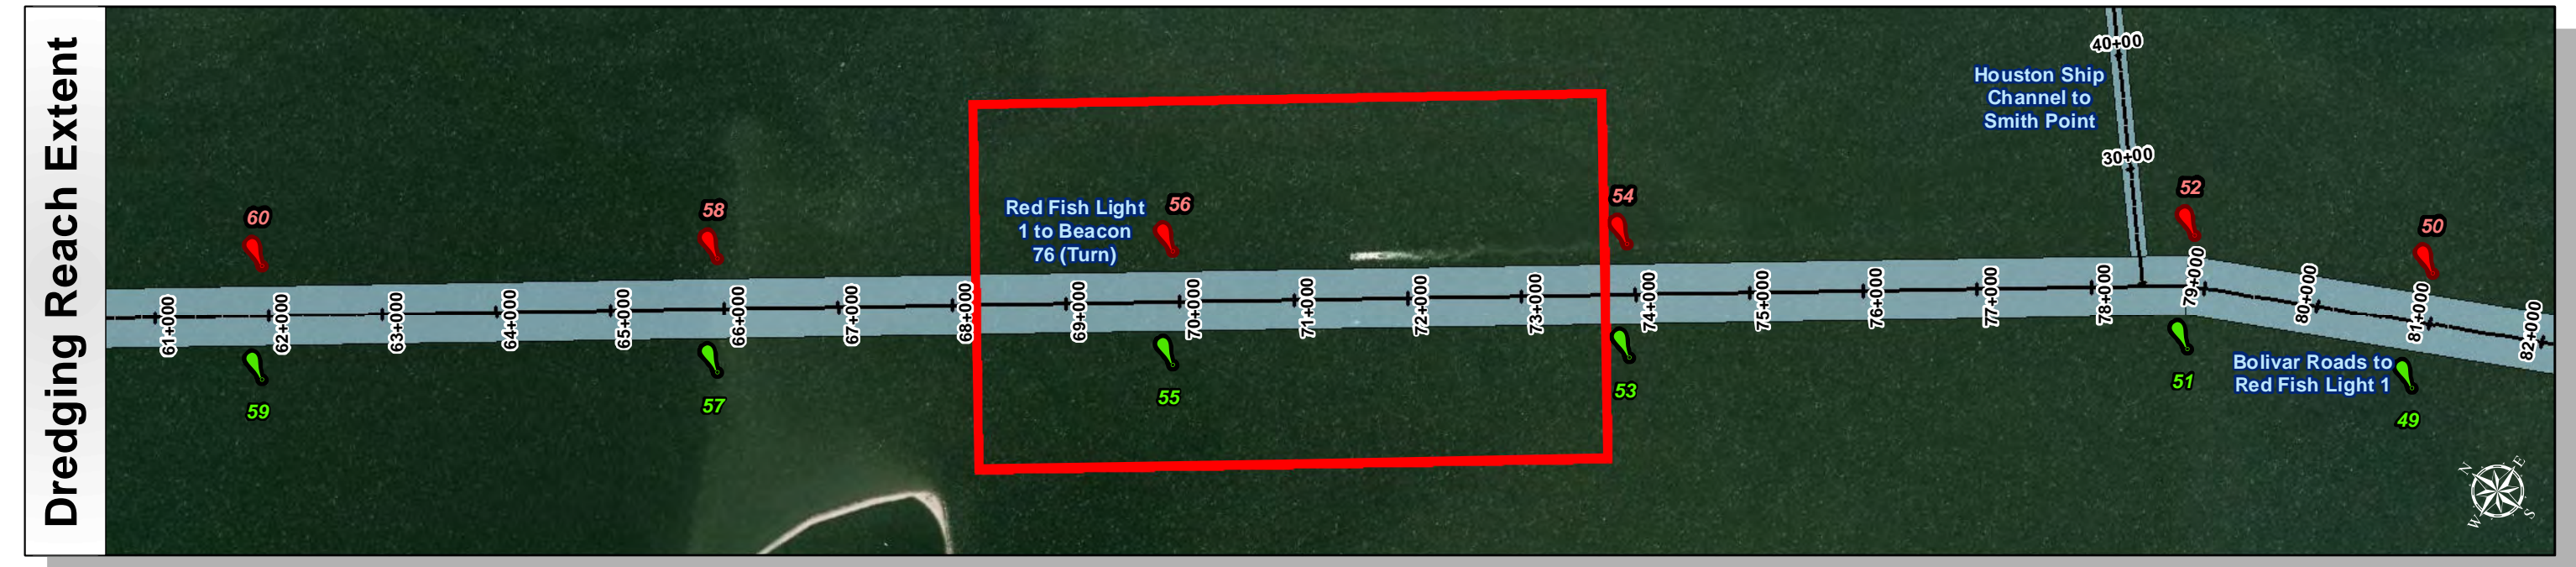 Dredging Reach Extent
40+00
Houston Ship
Channel to
Smith Point
30+00
60
58
Red Fish Light
1 to Beacon
76 (Turn)
56
54
52
50
61+000
62+000
63+000
64+000
65+000
66+000
67+000
68+000
69+000
70+000
71+000
72+000
73+000
74+000
75+000
76+000
77+000
78+000
79+000
80+000
81+000
82+000
59
57
55
53
51
Bolivar Roads to
Red Fish Light 1
49
N
E
W
S